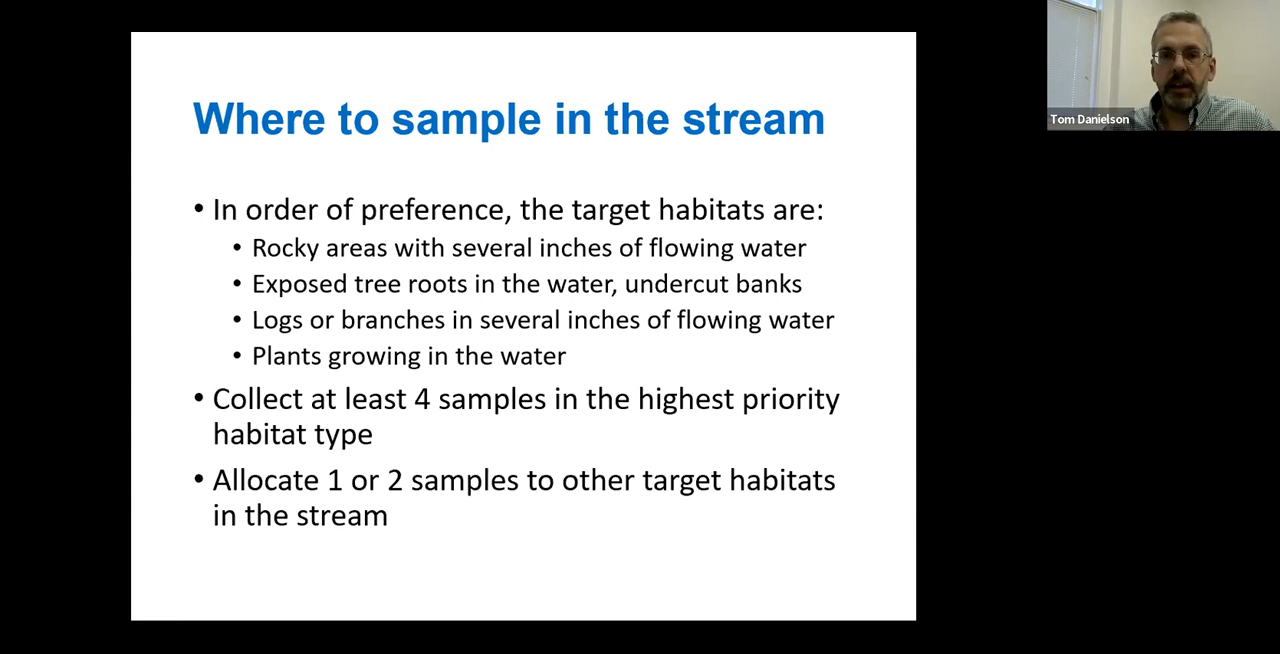 Where to sample in the stream
• In order of preference, the target habitats are:
• Rocky areas with several inches of flowing water
• Exposed tree roots in the water, undercut banks
• Logs or branches in several inches of flowing water
• Plants growing in the water
• Collect at least 4 samples in the highest priority
habitat type
• Allocate 1 or 2 samples to other target habitats
in the stream
Tom Danielson